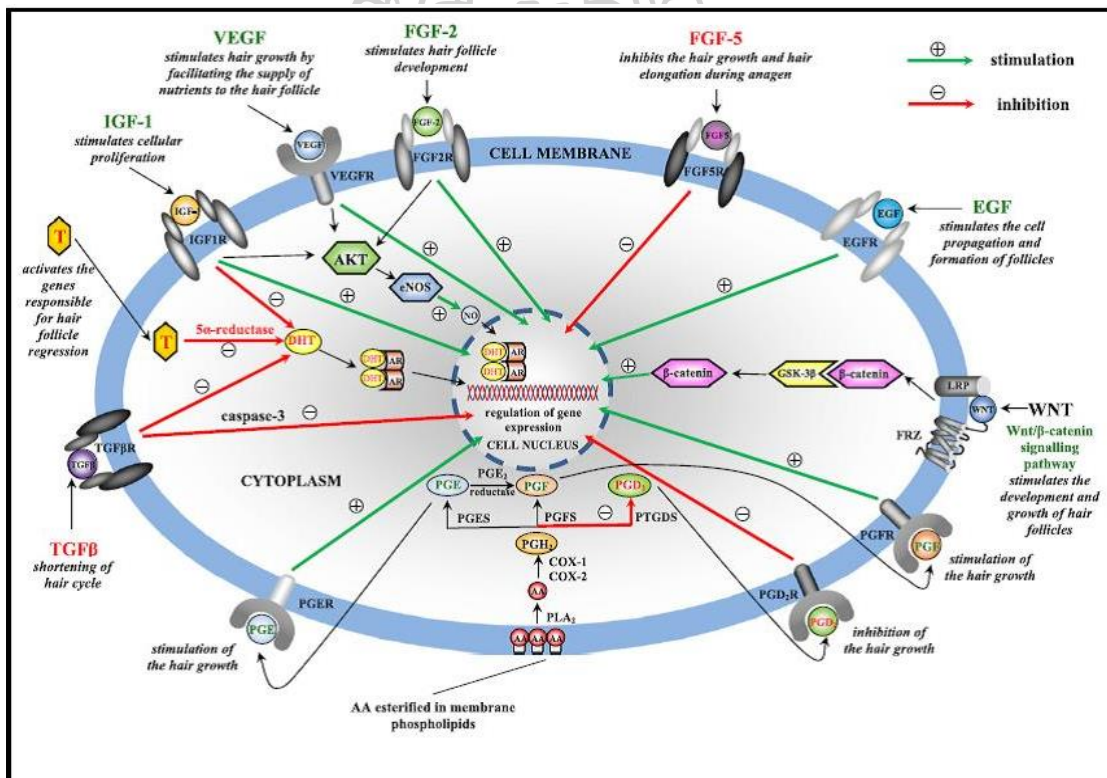 VEGF
stimulates hair growth by
facilitating the supply of
nutrients to the hair follicle
FGF-2
stimulates hair follicle
development
FGF-5
inhibits the hair growth and hair
elongation during anagen
⊕
stimulation
⊖
inhibition
IGF-1
stimulates cellular
proliferation
VEGF
VEGFR
FGF-2
FGF2R
CELL MEMBRANE
FGF5
FGF5R
IGF-
IGF1R
EGF
EGFR
EGF
stimulates the cell
propagation and
formation of follicles
T
activates the
genes
responsible
for hair
follicle
regression
AKT
eNOS
NO
⊕
⊕
⊕
⊕
⊖
⊖
⊕
T
5α-reductase
⊖
DHT
DHT AR
DHT AR
DHT AR
DHT AR
regulation of gene
expression
CELL NUCLEUS
⊕
β-catenin
GSK-3β
β-catenin
LRP
WNT
FRZ
WNT
Wnt/β-catenin
signalling
pathway
stimulates the
development and
growth of hair
follicles
⊖
caspase-3
⊖
TGFβR
TGFβ
TGFβ
shortening of
hair cycle
CYTOPLASM
⊕
PGE
PGE₂
reductase
PGF
PGD₂
PGES
PGFS
⊖
PTGDS
PGH₂
COX-1
COX-2
AA
PLA₂
AA AA AA
AA esterified in membrane
phospholipids
PGER
PGE
stimulation of
the hair growth
⊖
PGD₂R
PGD₂
inhibition of
the hair growth
⊕
PGFR
PGF
stimulation of
the hair growth